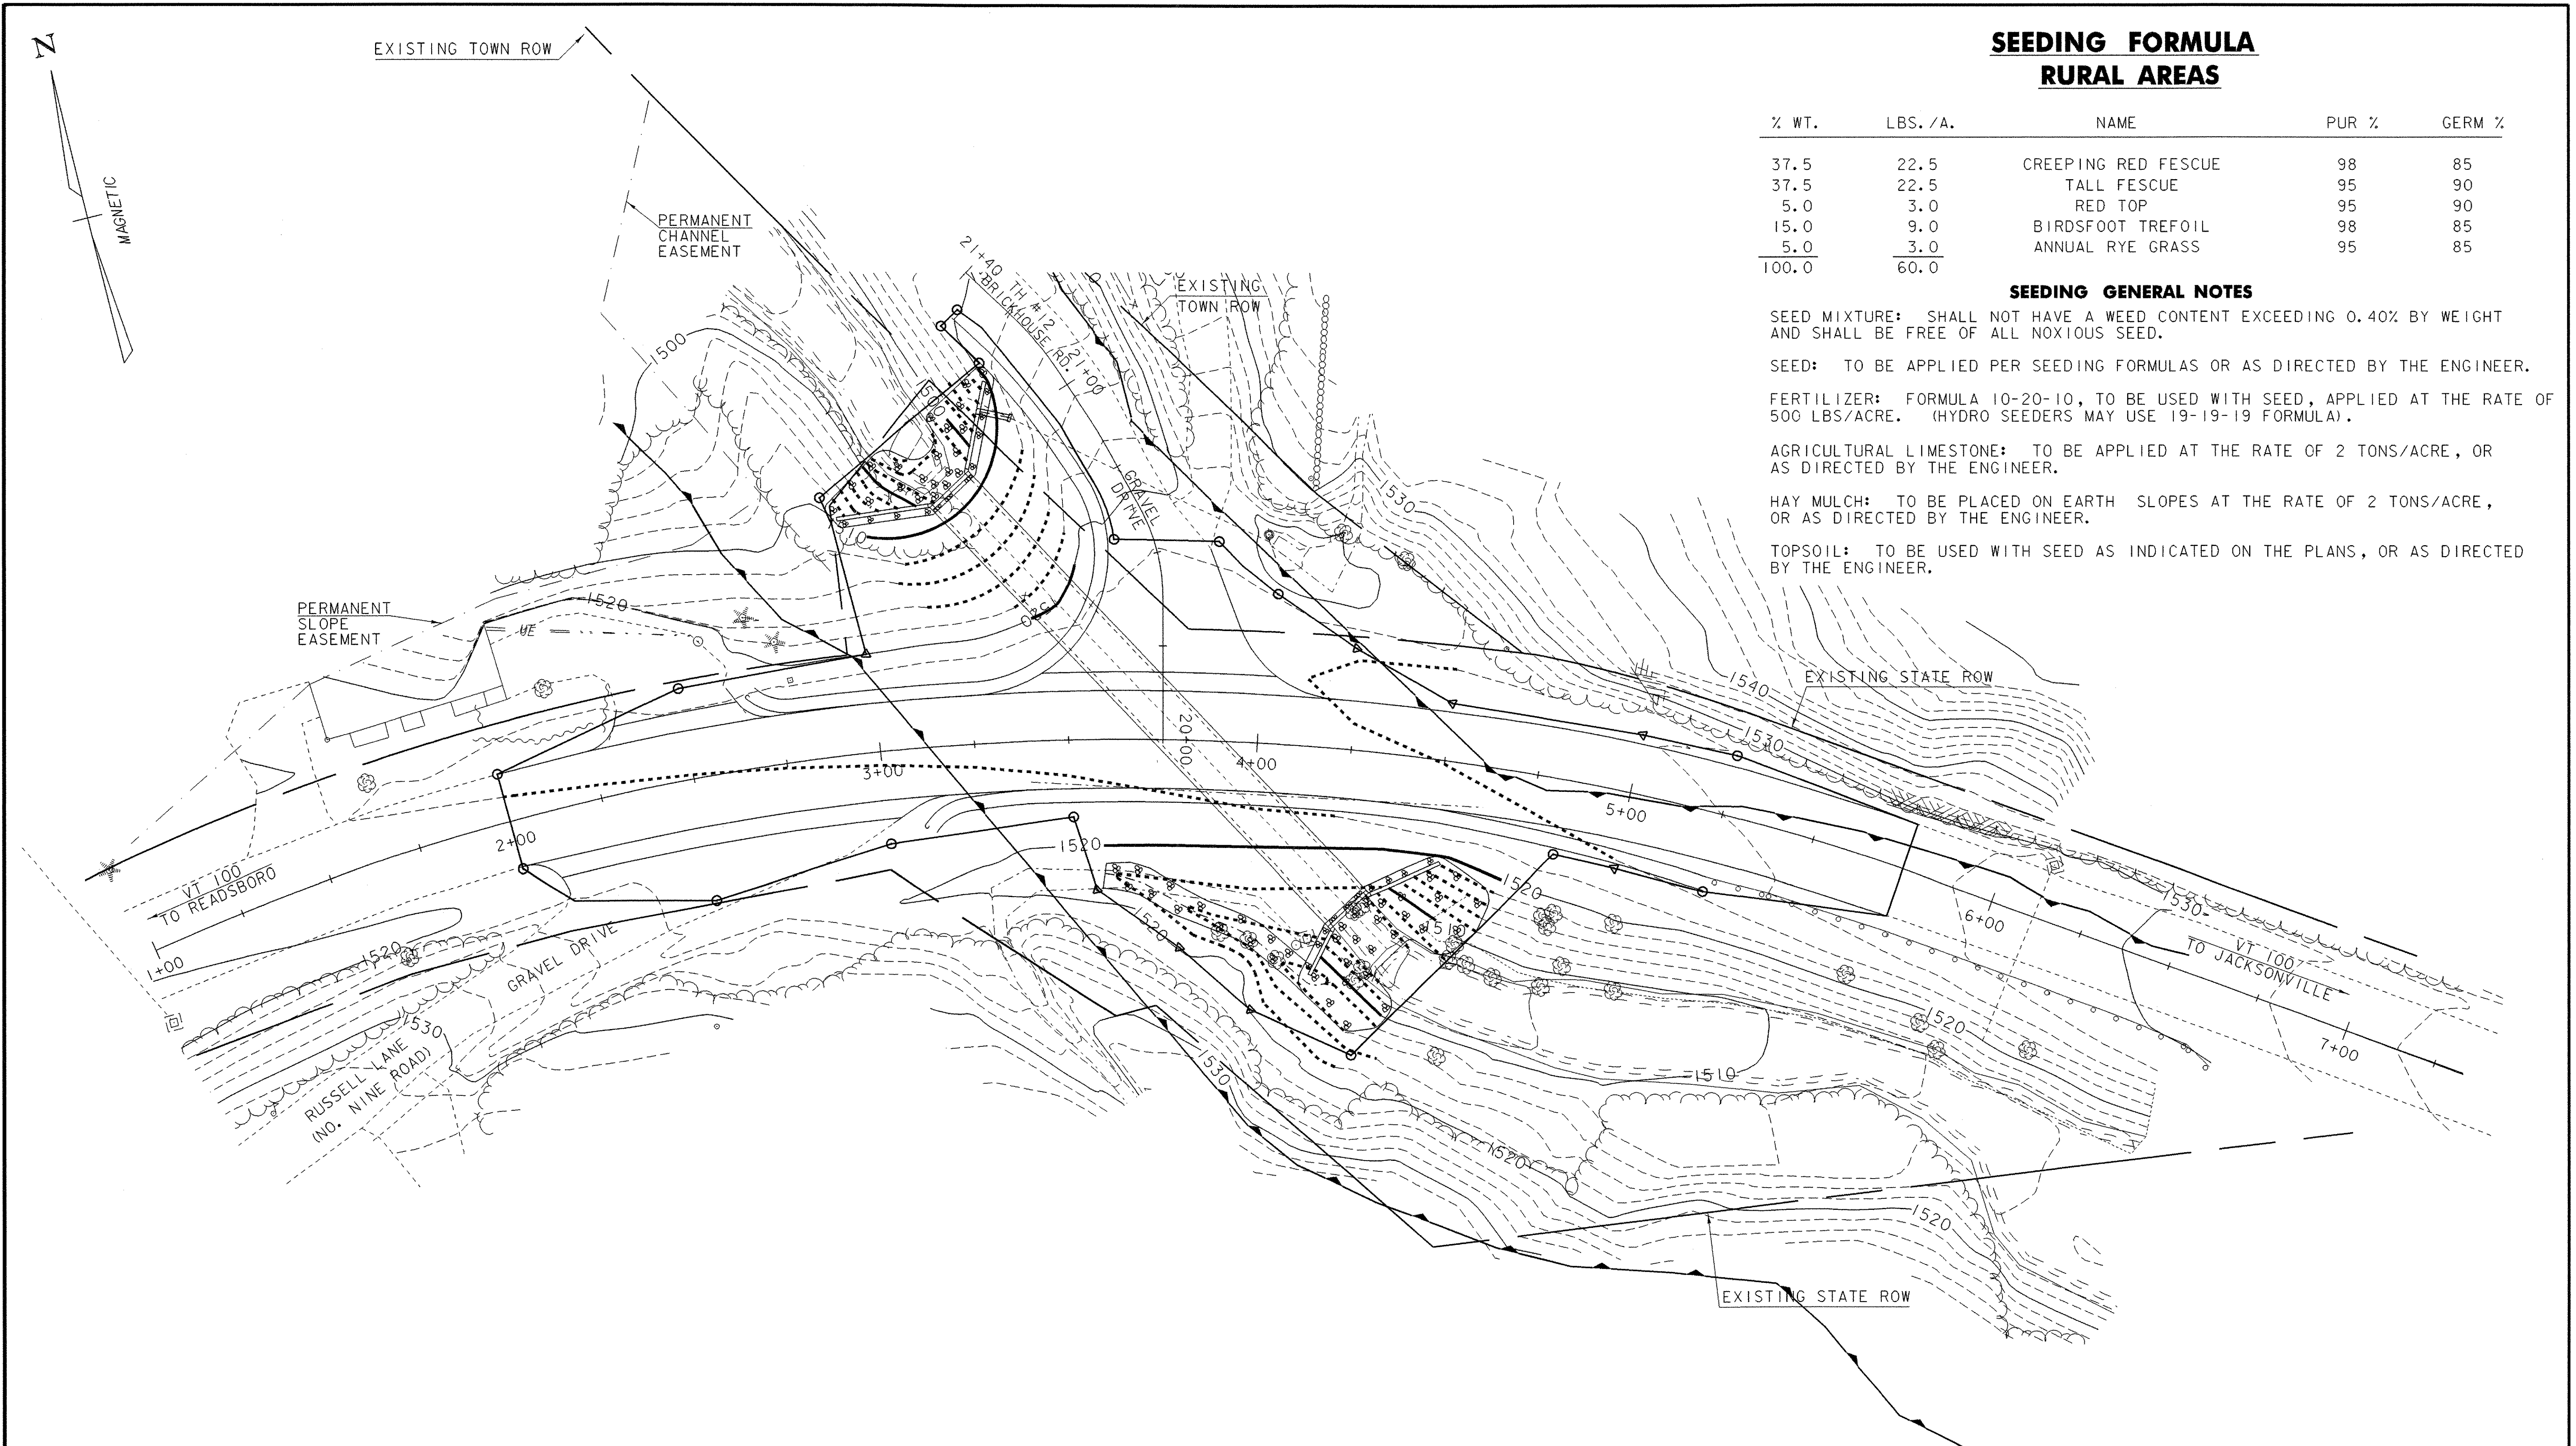 N
MAGNETIC
EXISTING TOWN ROW
PERMANENT
CHANNEL
EASEMENT
SEEDING FORMULA
RURAL AREAS
% WT. LBS./A. NAME PUR % GERM %
37.5 22.5 CREEPING RED FESCUE 98 85
37.5 22.5 TALL FESCUE 95 90
5.0 3.0 RED TOP 95 90
15.0 9.0 BIRDSFOOT TREFOIL 98 85
5.0 3.0 ANNUAL RYE GRASS 95 85
100.0 60.0
SEEDING GENERAL NOTES
SEED MIXTURE: SHALL NOT HAVE A WEED CONTENT EXCEEDING 0.40% BY WEIGHT
AND SHALL BE FREE OF ALL NOXIOUS SEED.
SEED: TO BE APPLIED PER SEEDING FORMULAS OR AS DIRECTED BY THE ENGINEER.
FERTILIZER: FORMULA 10-20-10, TO BE USED WITH SEED, APPLIED AT THE RATE OF
500 LBS/ACRE. (HYDRO SEEDERS MAY USE 19-19-19 FORMULA).
AGRICULTURAL LIMESTONE: TO BE APPLIED AT THE RATE OF 2 TONS/ACRE, OR
AS DIRECTED BY THE ENGINEER.
HAY MULCH: TO BE PLACED ON EARTH SLOPES AT THE RATE OF 2 TONS/ACRE,
OR AS DIRECTED BY THE ENGINEER.
TOPSOIL: TO BE USED WITH SEED AS INDICATED ON THE PLANS, OR AS DIRECTED
BY THE ENGINEER.
21+40
TH #12
BRICKHOUSE RD.
21+00
EXISTING
TOWN ROW
1500
GRAVEL
DRIVE
1530
PERMANENT
SLOPE
EASEMENT
1520
UE
1540
EXISTING STATE ROW
1530
20+00
3+00
4+00
5+00
2+00
1520
1520
VT 100
TO READSBORO
1+00
1520
GRAVEL DRIVE
1530
RUSSELL LANE
(NO. NINE ROAD)
1520
1510
6+00
1530
VT 100
TO JACKSONVILLE
7+00
1520
1510
1530
1520
1520
EXISTING STATE ROW